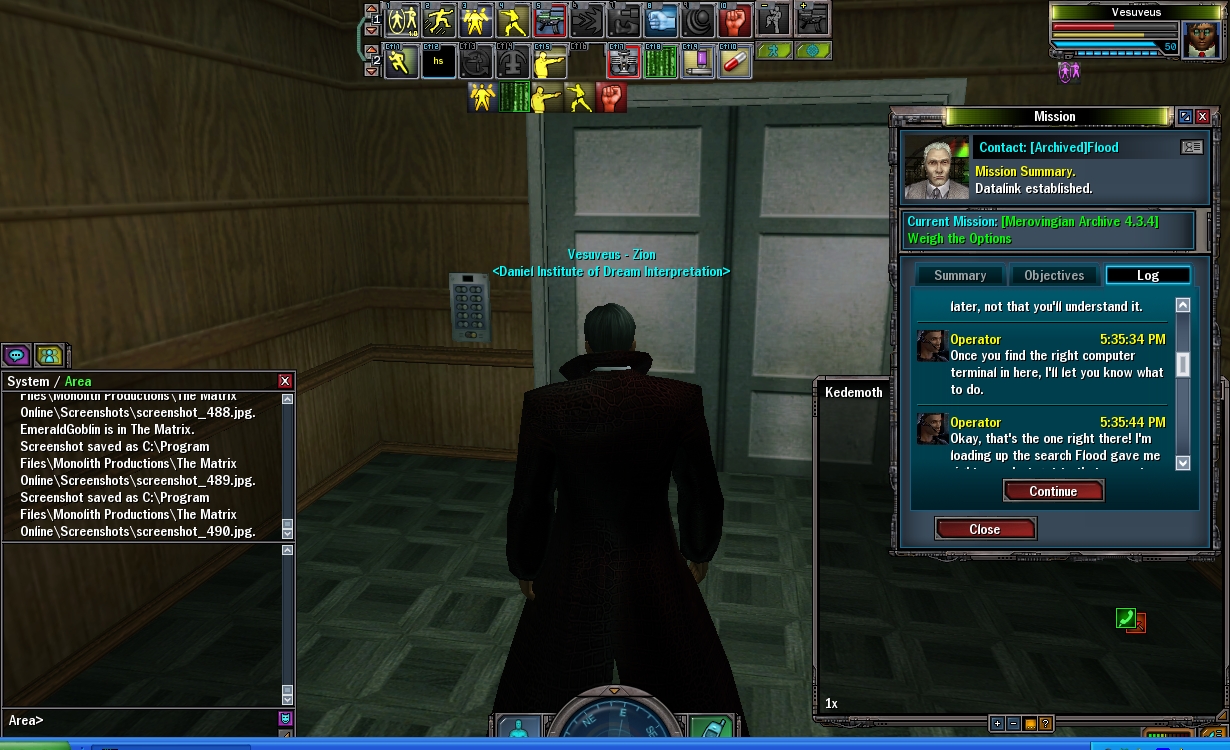 Vesuveus
50
1
2
hs
Mission
Contact: [Archived]Flood
Mission Summary.
Datalink established.
Current Mission: [Merovingian Archive 4.3.4]
Weigh the Options
Summary
Objectives
Log
later, not that you'll understand it.
Operator 5:35:34 PM
Once you find the right computer
terminal in here, I'll let you know what
to do.
Operator 5:35:44 PM
Okay, that's the one right there! I'm
loading up the search Flood gave me
Continue
Close
Vesuveus - Zion
<Daniel Institute of Dream Interpretation>
System / Area
Files\Monolith Productions\The Matrix
Online\Screenshots\screenshot_488.jpg.
EmeraldGoblin is in The Matrix.
Screenshot saved as C:\Program
Files\Monolith Productions\The Matrix
Online\Screenshots\screenshot_489.jpg.
Screenshot saved as C:\Program
Files\Monolith Productions\The Matrix
Online\Screenshots\screenshot_490.jpg.
Area>
Kedemoth
1x
NE E SE